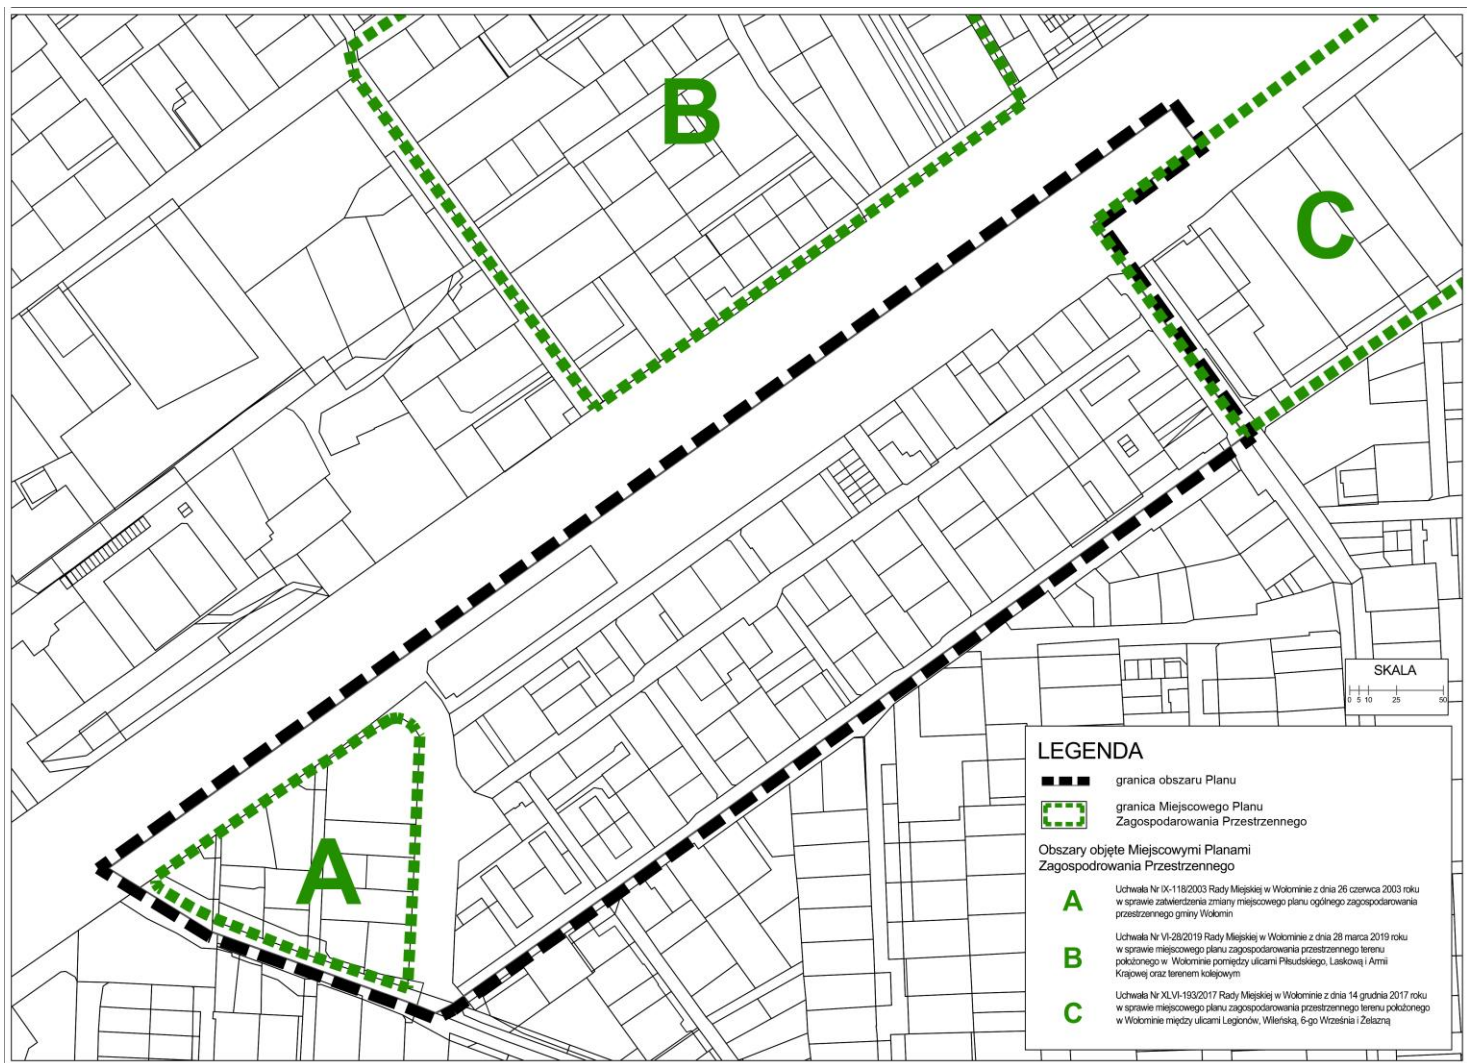 B
C
A
SKALA
0 5 10 25 50
LEGENDA
granica obszaru Planu
granica Miejscowego Planu
Zagospodarowania Przestrzennego
Obszary objęte Miejscowymi Planami
Zagospodrowania Przestrzennego
A
Uchwała Nr IX-118/2003 Rady Miejskiej w Wołominie z dnia 26 czerwca 2003 roku
w sprawie zatwierdzenia zmiany miejscowego planu ogólnego zagospodarowania
przestrzennego gminy Wołomin
B
Uchwała Nr VI-28/2019 Rady Miejskiej w Wołominie z dnia 28 marca 2019 roku
w sprawie miejscowego planu zagospodarowania przestrzennego terenu
położonego w Wołominie pomiędzy ulicami Piłsudskiego, Laskową i Armii
Krajowej oraz terenem kolejowym
C
Uchwała Nr XLVI-193/2017 Rady Miejskiej w Wołominie z dnia 14 grudnia 2017 roku
w sprawie miejscowego planu zagospodarowania przestrzennego terenu położonego
w Wołominie między ulicami Legionów, Wileńską, 6-go Września i Żelazną